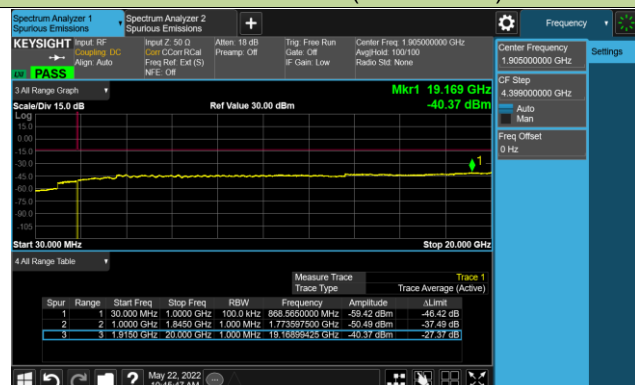 Spectrum Analyzer 1
Spurious Emissions
Spectrum Analyzer 2
Spurious Emissions
Frequency
KEYSIGHT
Input: RF
Coupling: DC
Align: Auto
Input Z: 50 Ω
Corr CCorr RCal
Freq Ref: Ext (S)
NFE: Off
Atten: 18 dB
Preamp: Off
Trig: Free Run
Gate: Off
IF Gain: Low
Center Freq: 1.905000000 GHz
Avg|Hold: 100/100
Radio Std: None
PASS
Center Frequency
1.905000000 GHz
Settings
CF Step
4.399000000 GHz
Auto
Man
Freq Offset
0 Hz
3 All Range Graph
Mkr1 19.169 GHz
Scale/Div 15.0 dB
Ref Value 30.00 dBm
-40.37 dBm
Log
15.0
0.00
-15.0
-30.0
1
-45.0
-60.0
-75.0
-90.0
-105
Start 30.000 MHz
Stop 20.000 GHz
4 All Range Table
Measure Trace Trace 1
Trace Type Trace Average (Active)
Spur Range Start Freq Stop Freq RBW Frequency Amplitude ΔLimit
1 1 30.000 MHz 1.0000 GHz 100.0 kHz 868.5650000 MHz -59.42 dBm -46.42 dB
2 2 1.0000 GHz 1.8450 GHz 1.000 MHz 1.773597500 GHz -50.49 dBm -37.49 dB
3 3 1.9150 GHz 20.000 GHz 1.000 MHz 19.16899425 GHz -40.37 dBm -27.37 dB
May 22, 2022